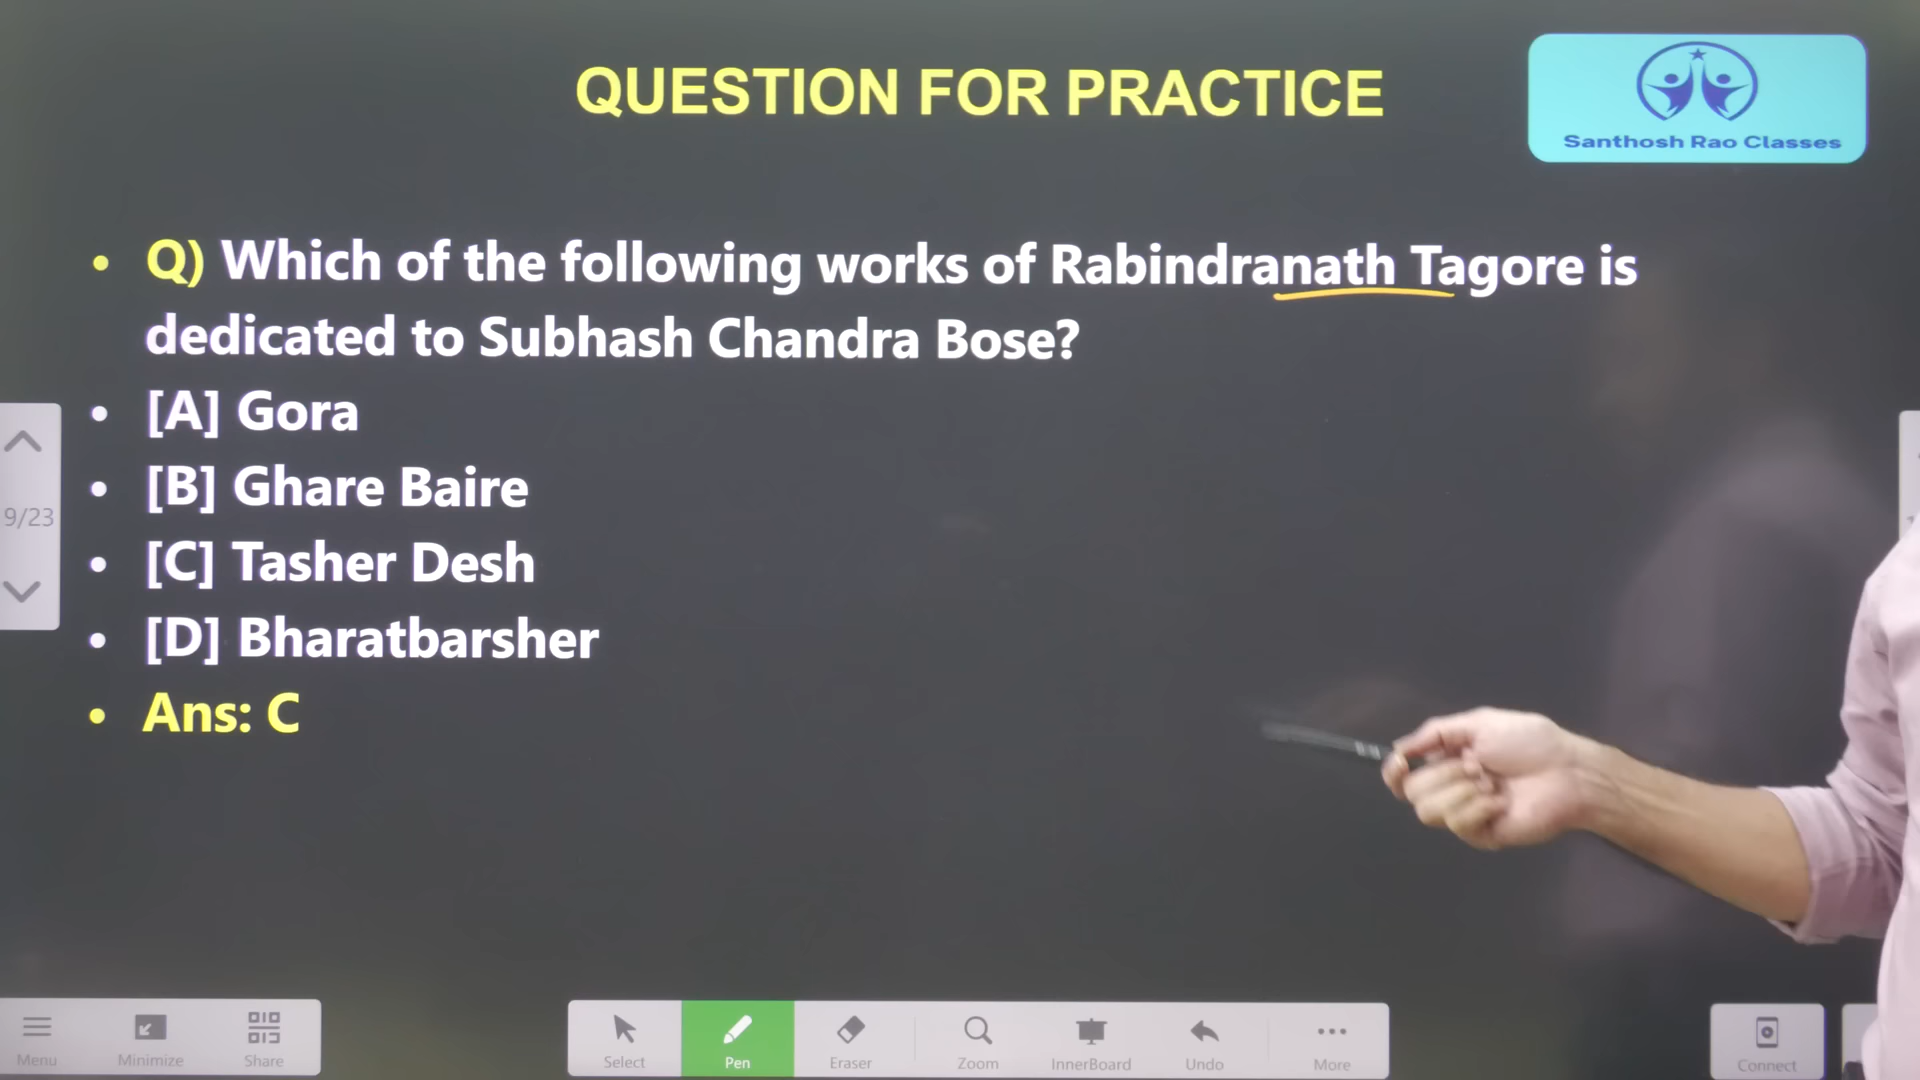 QUESTION FOR PRACTICE
Santhosh Rao Classes
• Q) Which of the following works of Rabindranath Tagore is
dedicated to Subhash Chandra Bose?
• [A] Gora
• [B] Ghare Baire
• [C] Tasher Desh
• [D] Bharatbarsher
• Ans: C
9/23
Menu Minimize Share Select Pen Eraser Zoom InnerBoard Undo More Connect